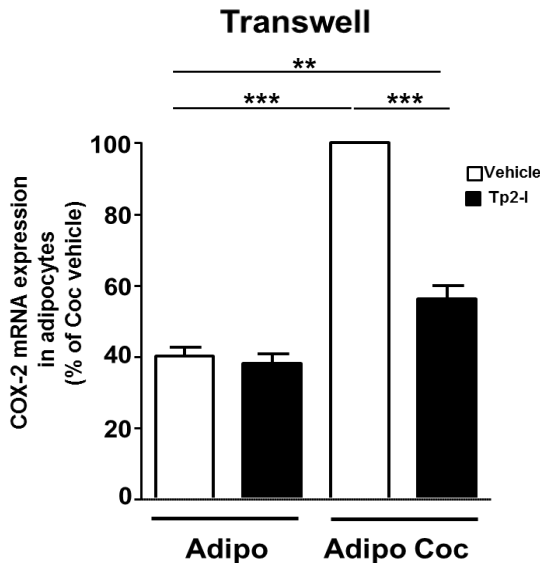 Transwell
**
***
***
COX-2 mRNA expression
in adipocytes
(% of Coc vehicle)
100
80
60
40
20
0
Vehicle
Tp2-I
Adipo
Adipo Coc